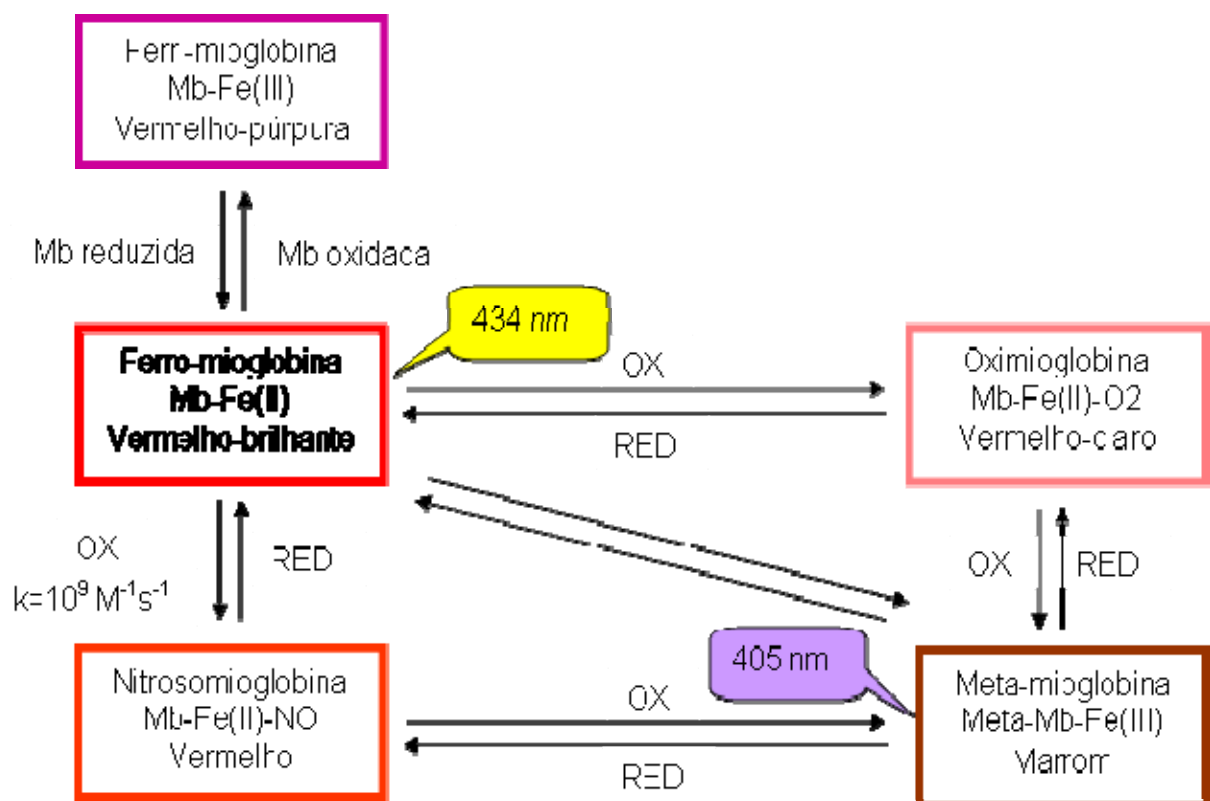 Ferri-mioglobina
Mb-Fe(III)
Vermelho-púrpura
Mb reduzida
Mb oxidaca
434 nm
Ferro-mioglobina
Mb-Fe(II)
Vermelho-brilhante
OX
RED
Oximioglobina
Mb-Fe(II)-O2
Vermelho-claro
OX
k=10⁹ M⁻¹s⁻¹
RED
OX
RED
405 nm
Nitrosomioglobina
Mb-Fe(II)-NO
Vermelho
OX
RED
Meta-mioglobina
Meta-Mb-Fe(III)
Marrom